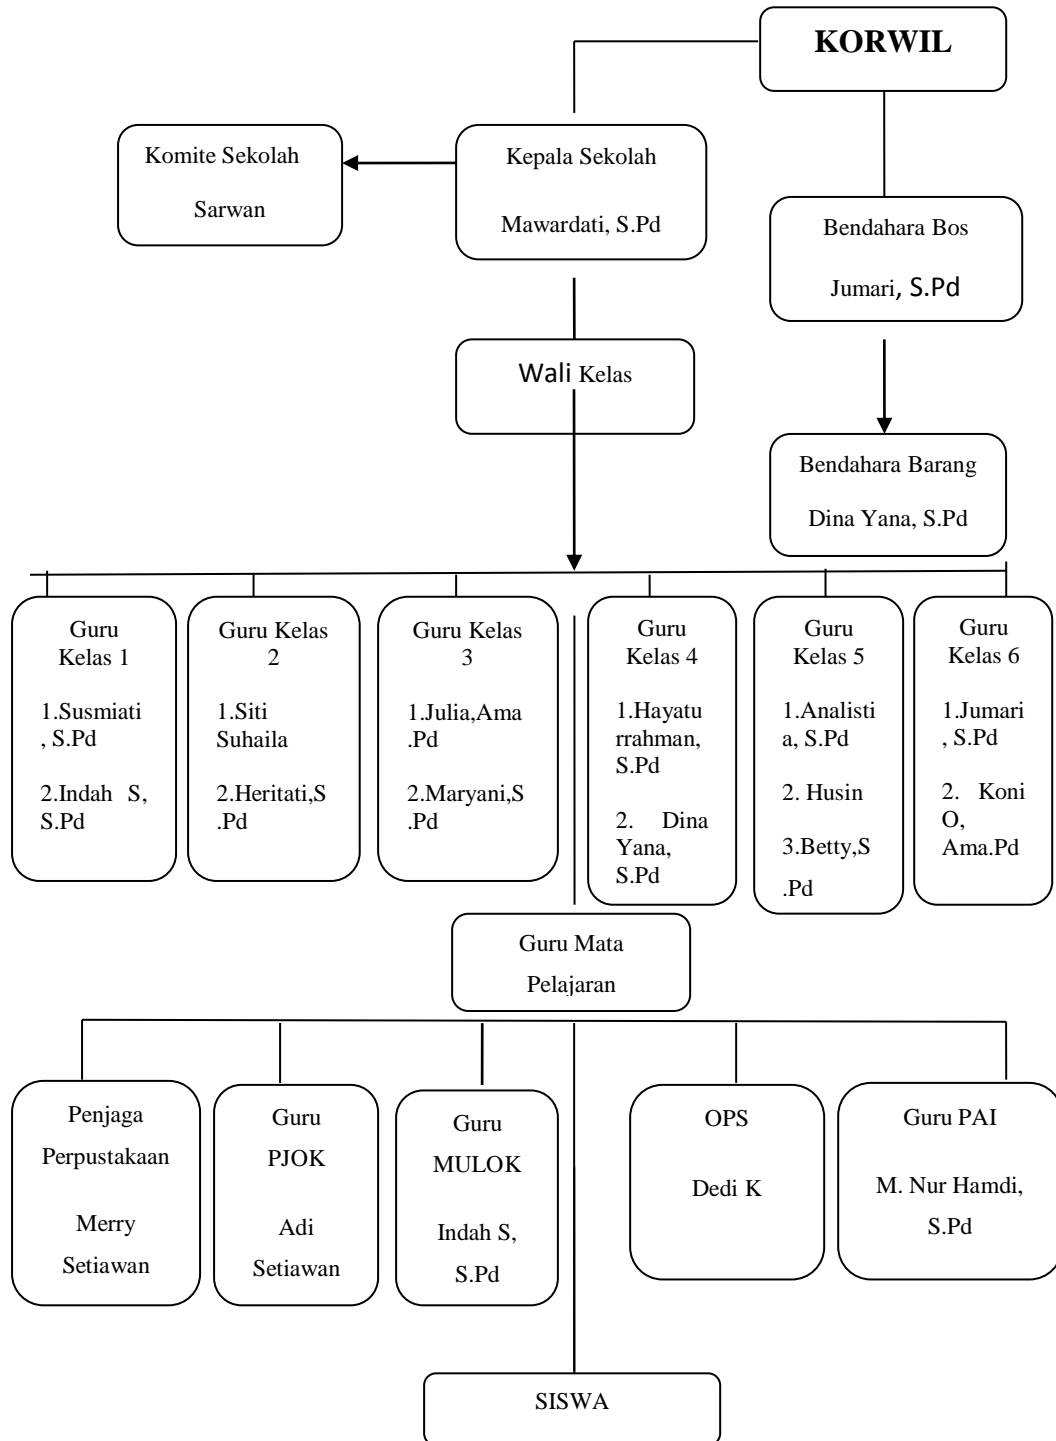 KORWIL
Komite Sekolah
Sarwan
Kepala Sekolah
Mawardati, S.Pd
Bendahara Bos
Jumari, S.Pd
Wali Kelas
Bendahara Barang
Dina Yana, S.Pd
Guru
Kelas 1
1.Susmiati
, S.Pd
2.Indah S,
S.Pd
Guru Kelas
2
1.Siti
Suhaila
2.Heritati,S
.Pd
Guru Kelas
3
1.Julia,Ama
.Pd
2.Maryani,S
.Pd
Guru
Kelas 4
1.Hayatu
rrahman,
S.Pd
2. Dina
Yana,
S.Pd
Guru
Kelas 5
1.Analisti
a, S.Pd
2. Husin
3.Betty,S
.Pd
Guru
Kelas 6
1.Jumari
, S.Pd
2. Koni
O,
Ama.Pd
Guru Mata
Pelajaran
Penjaga
Perpustakaan
Merry
Setiawan
Guru
PJOK
Adi
Setiawan
Guru
MULOK
Indah S,
S.Pd
OPS
Dedi K
Guru PAI
M. Nur Hamdi,
S.Pd
SISWA